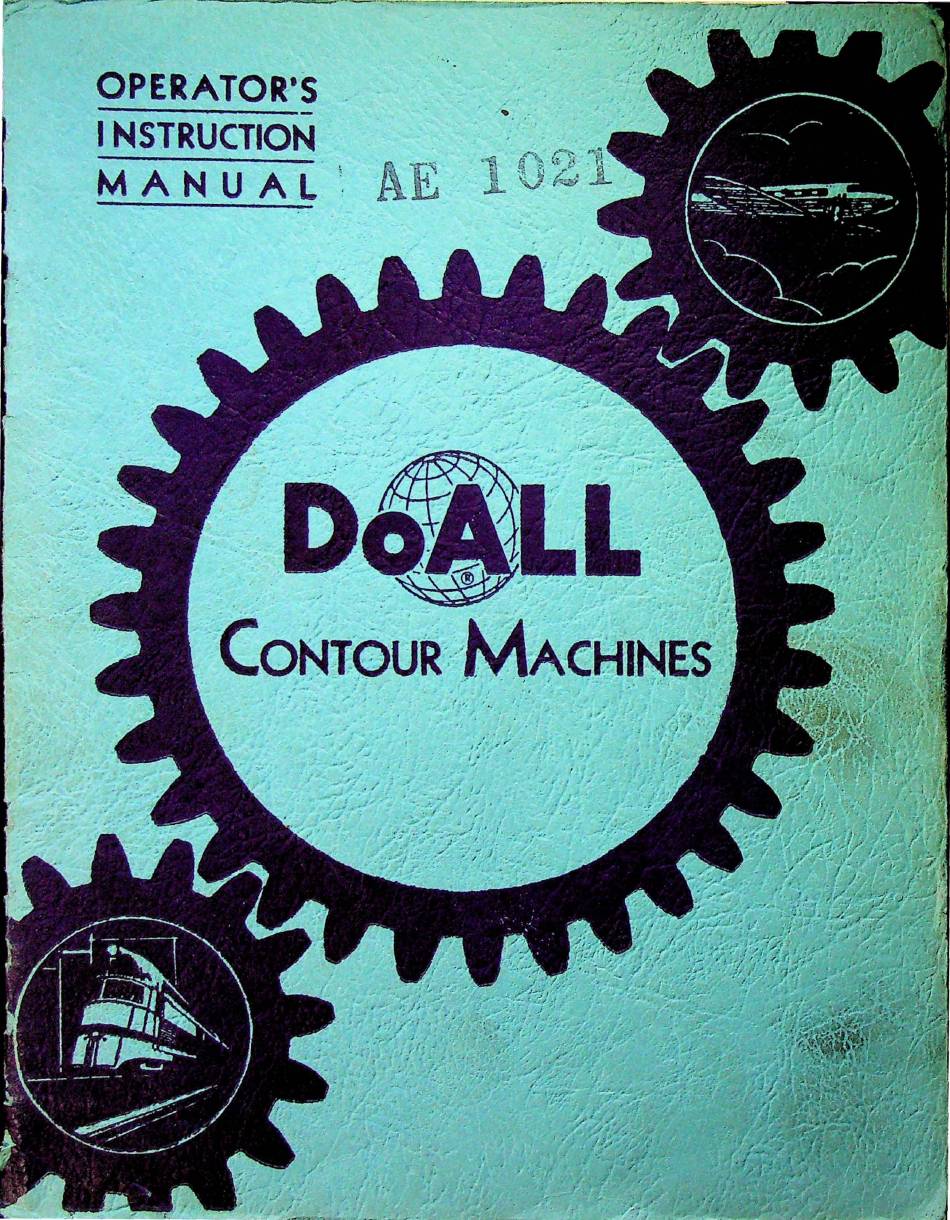 OPERATOR'S
INSTRUCTION
MANUAL
AE 1021
DoALL
®
CONTOUR MACHINES